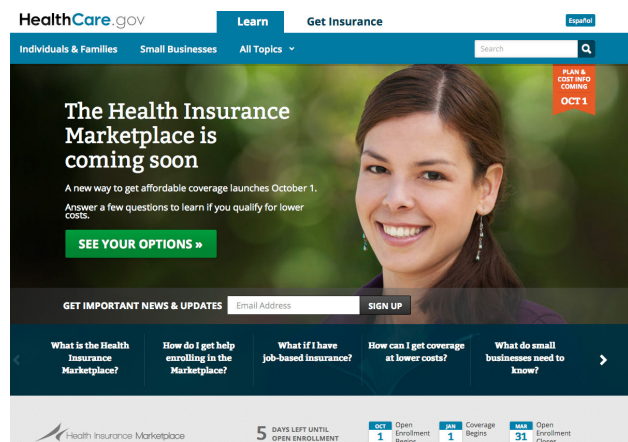 HealthCare.gov
Learn
Get Insurance
Español
Individuals & Families
Small Businesses
All Topics
Search
PLAN &
COST INFO
COMING
OCT 1
The Health Insurance
Marketplace is
coming soon
A new way to get affordable coverage launches October 1.
Answer a few questions to learn if you qualify for lower
costs.
SEE YOUR OPTIONS »
GET IMPORTANT NEWS & UPDATES
Email Address
SIGN UP
What is the Health
Insurance
Marketplace?
How do I get help
enrolling in the
Marketplace?
What if I have
job-based insurance?
How can I get coverage
at lower costs?
What do small
businesses need to
know?
Health Insurance Marketplace
5 DAYS LEFT UNTIL
OPEN ENROLLMENT
OCT
1
Open
Enrollment
Begins
JAN
1
Coverage
Begins
MAR
31
Open
Enrollment
Closes